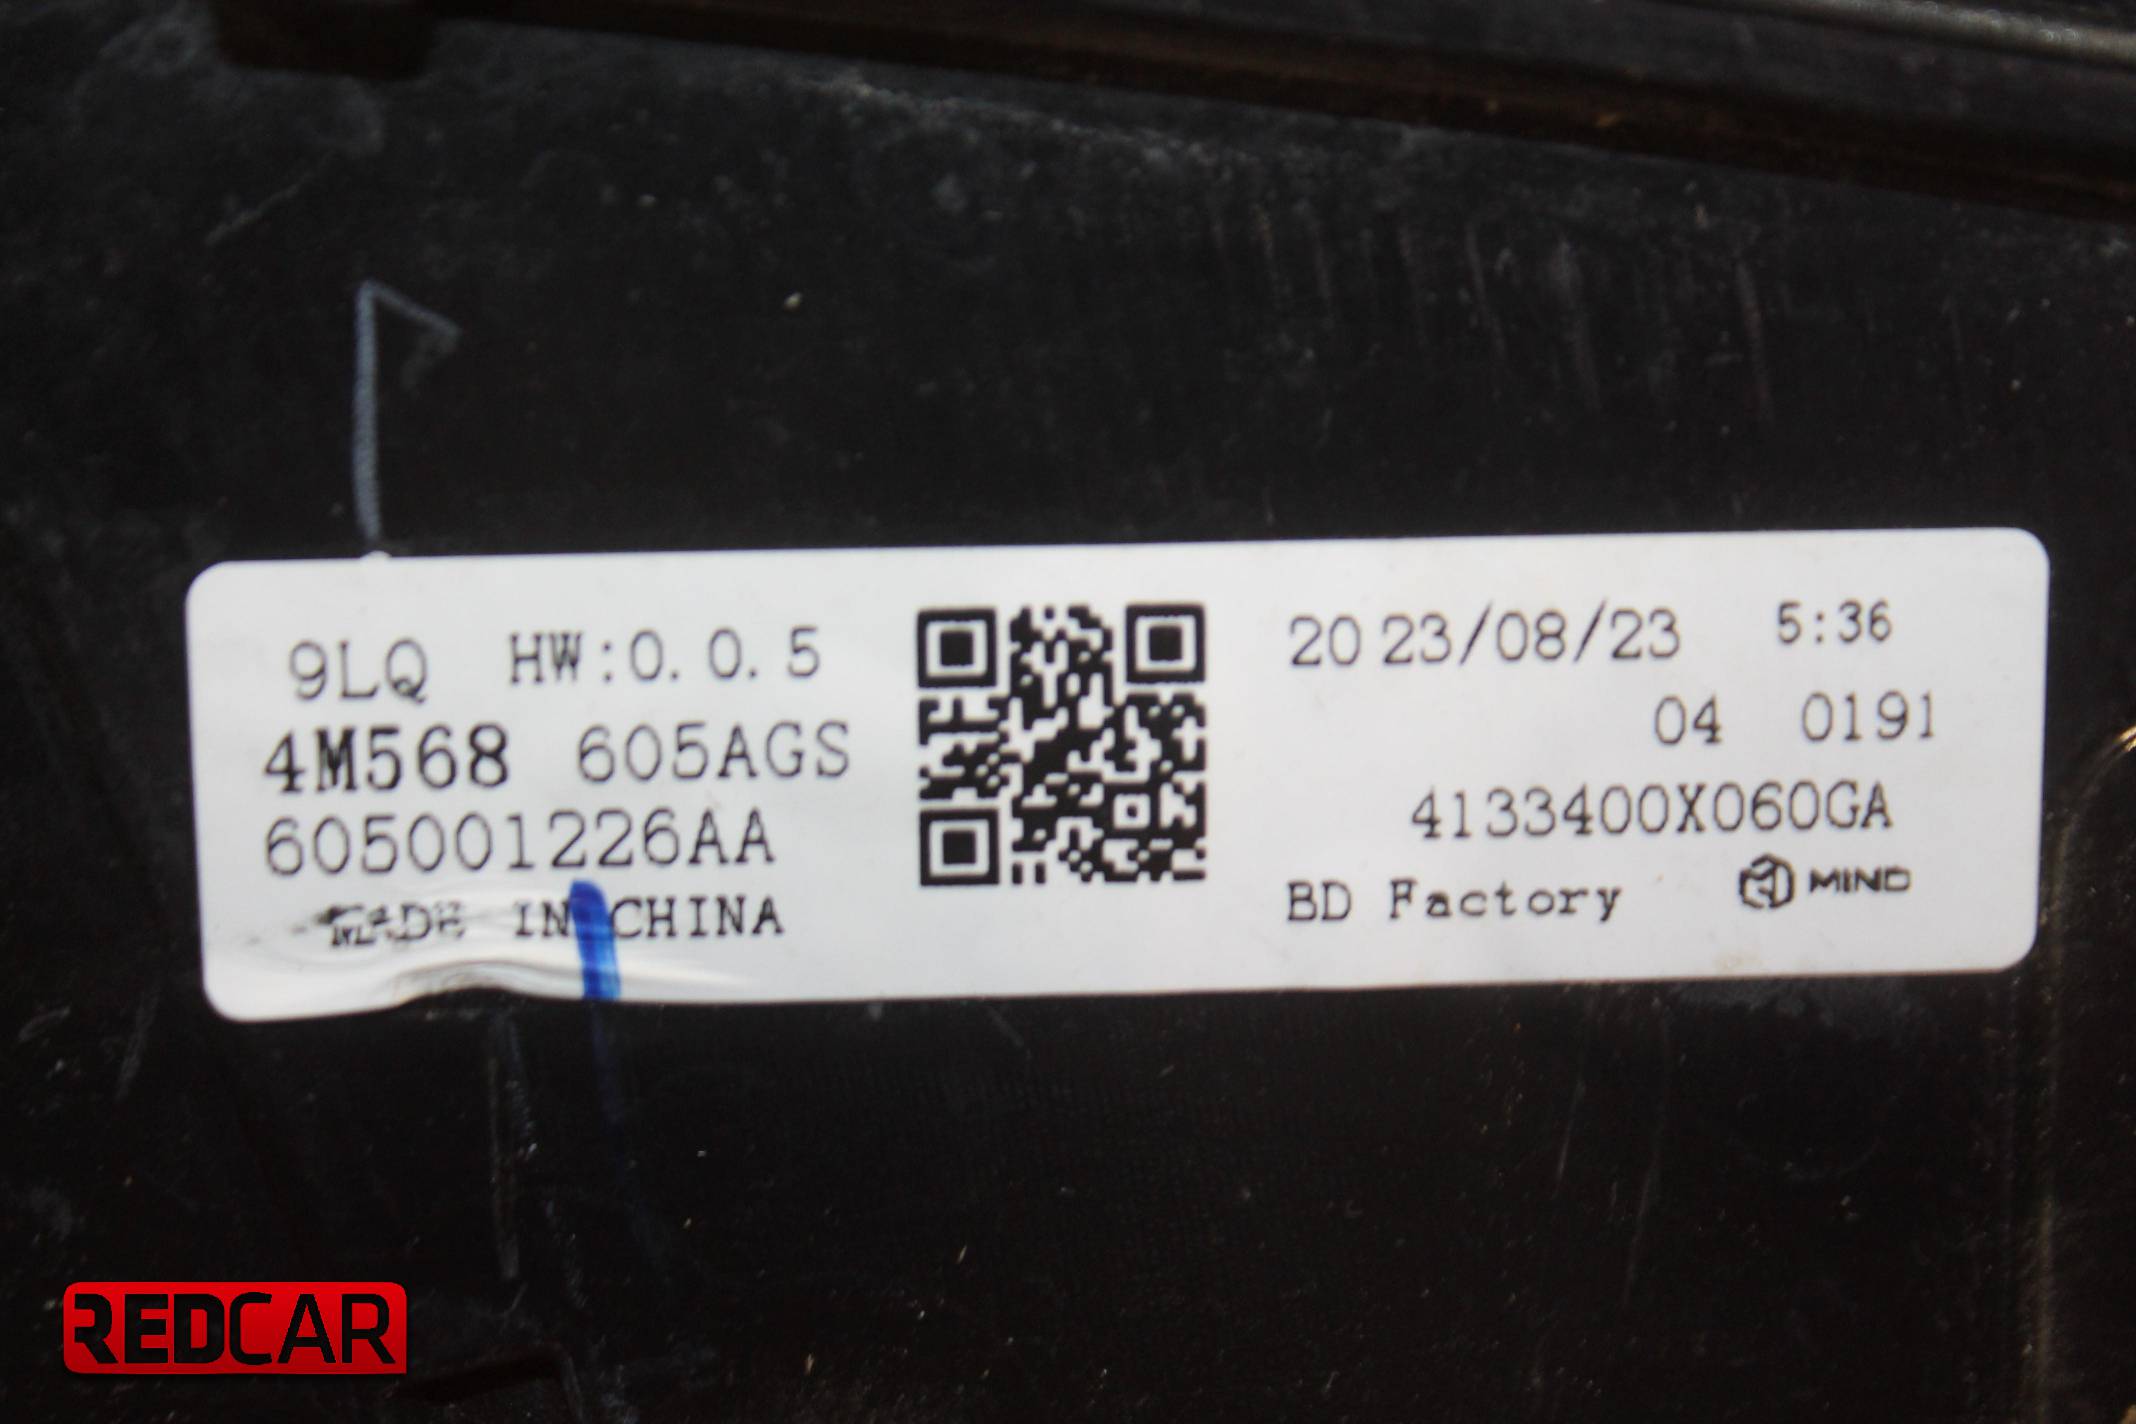 9LQ HW:0.0.5
4M568 605AGS
605001226AA
MADE IN CHINA
2023/08/23 5:36
04 0191
4133400X060GA
BD Factory MIND
REDCAR